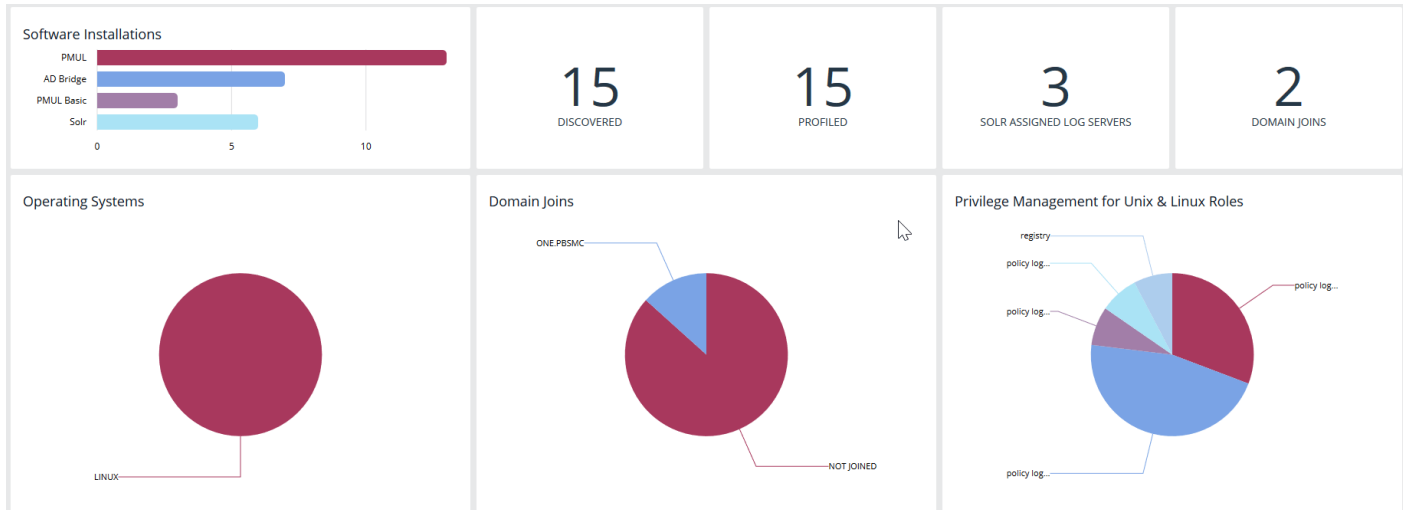 Software Installations
PMUL
AD Bridge
PMUL Basic
Solr
0 5 10
15
DISCOVERED
15
PROFILED
3
SOLR ASSIGNED LOG SERVERS
2
DOMAIN JOINS
Operating Systems
LINUX
Domain Joins
ONE.PBSMC
NOT JOINED
Privilege Management for Unix & Linux Roles
registry
policy log...
policy log...
policy log...
policy log...